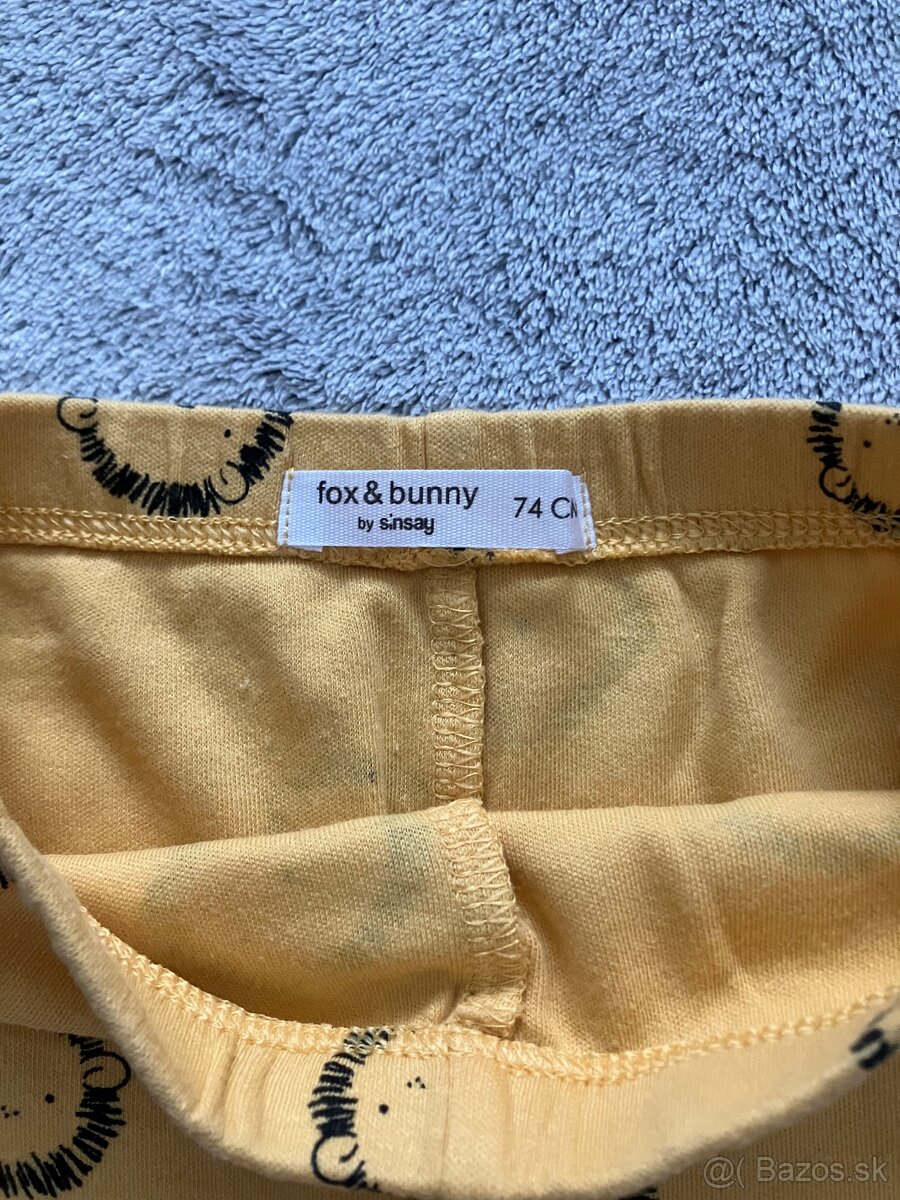 fox & bunny
by sinsay
74 CM
@( Bazos.sk